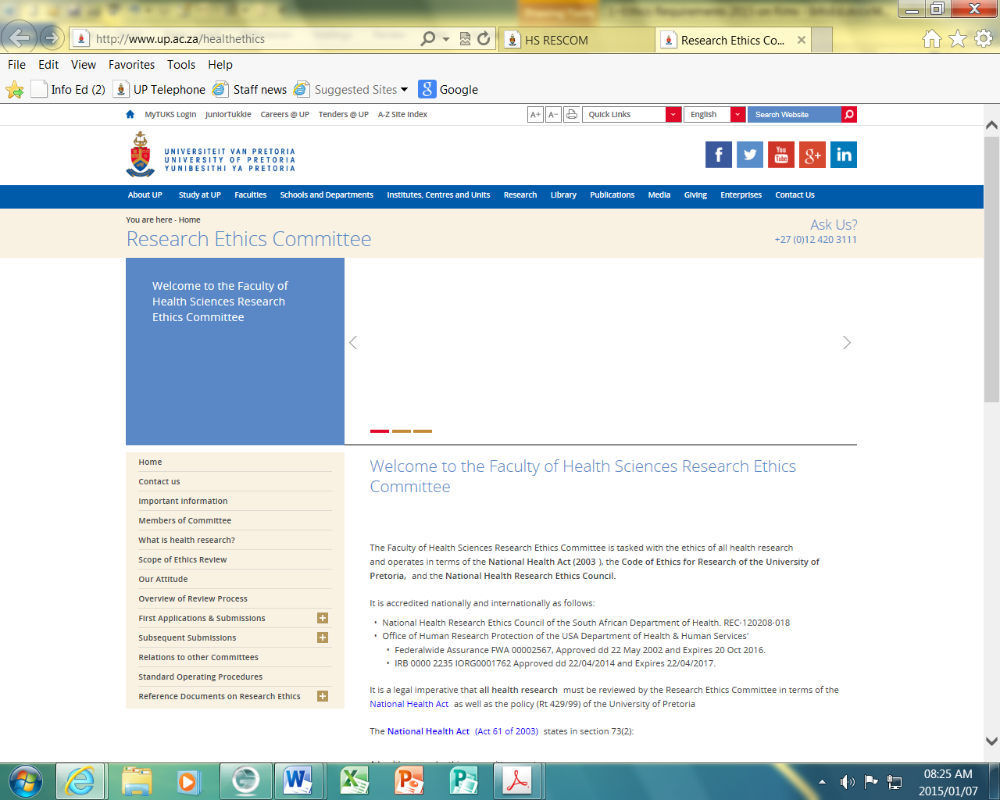 http://www.up.ac.za/healthethics
HS RESCOM
Research Ethics Co...
File Edit View Favorites Tools Help
Info Ed (2) UP Telephone Staff news Suggested Sites Google
MyTUKS Login JuniorTukkie Careers @ UP Tenders @ UP A-Z Site Index A+ A- Quick Links English Search Website
UNIVERSITEIT VAN PRETORIA
UNIVERSITY OF PRETORIA
YUNIBESITHI YA PRETORIA
f You Tube g+ in
About UP Study at UP Faculties Schools and Departments Institutes, Centres and Units Research Library Publications Media Giving Enterprises Contact Us
You are here - Home
Research Ethics Committee
Ask Us?
+27 (0)12 420 3111
Welcome to the Faculty of
Health Sciences Research
Ethics Committee
Home
Contact us
Important Information
Members of Committee
What is health research?
Scope of Ethics Review
Our Attitude
Overview of Review Process
First Applications & Submissions
Subsequent Submissions
Relations to other Committees
Standard Operating Procedures
Reference Documents on Research Ethics
Welcome to the Faculty of Health Sciences Research Ethics
Committee
The Faculty of Health Sciences Research Ethics Committee is tasked with the ethics of all health research
and operates in terms of the National Health Act (2003 ), the Code of Ethics for Research of the University of
Pretoria, and the National Health Research Ethics Council.
It is accredited nationally and internationally as follows:
• National Health Research Ethics Council of the South African Department of Health. REC-120208-018
• Office of Human Research Protection of the USA Department of Health & Human Services'
• Federalwide Assurance FWA 00002567, Approved dd 22 May 2002 and Expires 20 Oct 2016.
• IRB 0000 2235 IORG0001762 Approved dd 22/04/2014 and Expires 22/04/2017.
It is a legal imperative that all health research must be reviewed by the Research Ethics Committee in terms of the
National Health Act as well as the policy (Rt 429/99) of the University of Pretoria
The National Health Act (Act 61 of 2003) states in section 73(2):
08:25 AM
2015/01/07